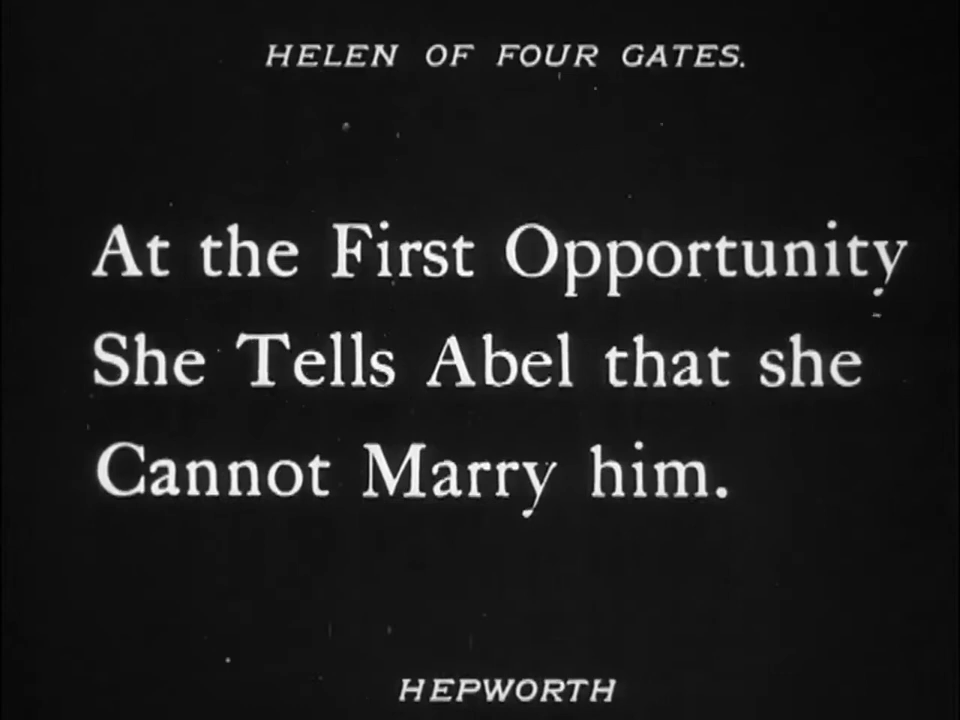 HELEN OF FOUR GATES.
At the First Opportunity
She Tells Abel that she
Cannot Marry him.
HEPWORTH